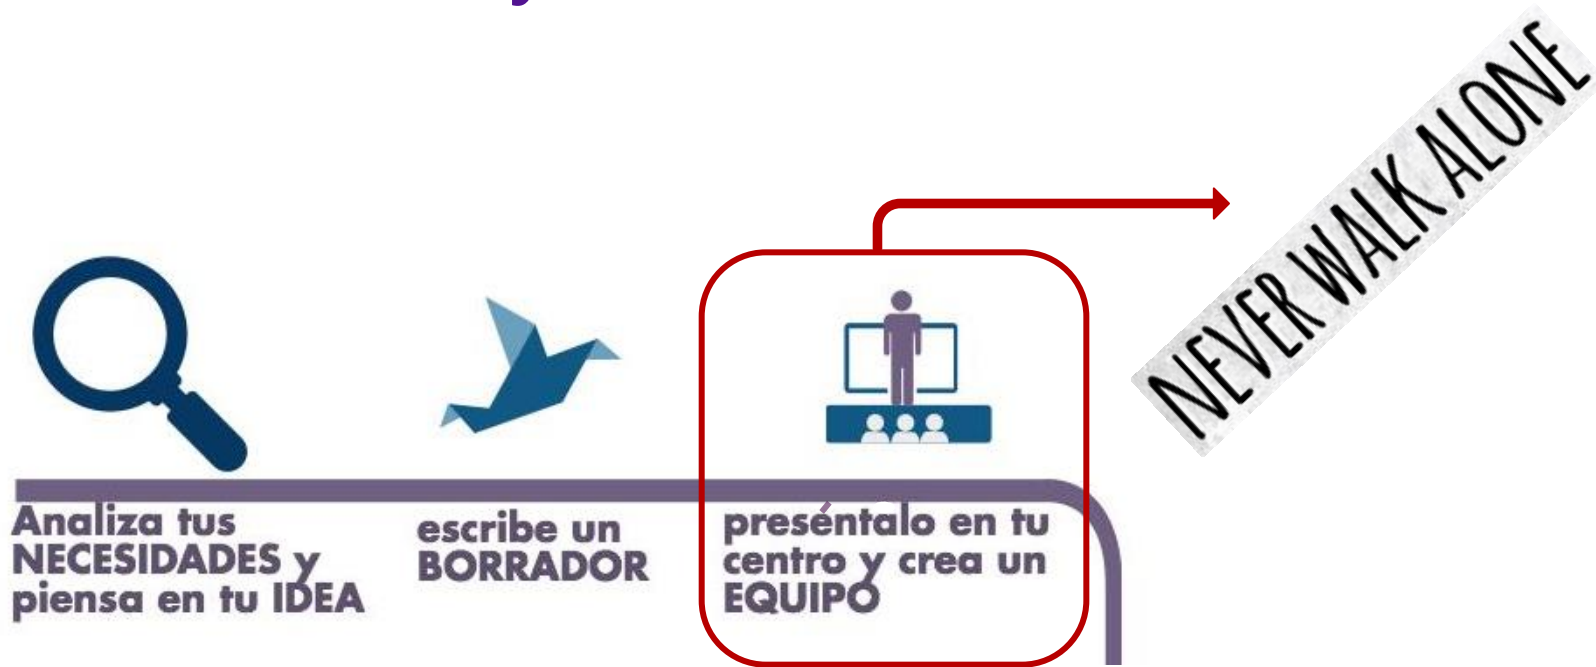 Analiza tus
NECESIDADES y
piensa en tu IDEA
escribe un
BORRADOR
preséntalo en tu
centro y crea un
EQUIPO
NEVER WALK ALONE